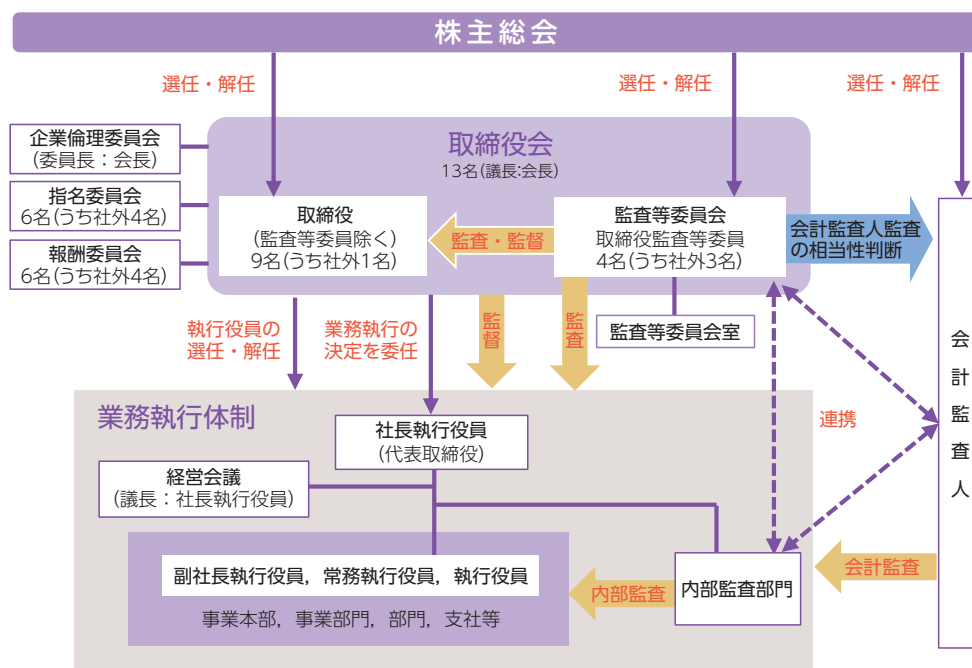 株主総会
選任・解任
選任・解任
選任・解任
企業倫理委員会
(委員長：会長)
指名委員会
6名(うち社外4名)
報酬委員会
6名(うち社外4名)
取締役会
13名(議長:会長)
取締役
(監査等委員除く)
9名(うち社外1名)
監査・監督
監査等委員会
取締役監査等委員
4名(うち社外3名)
会計監査人監査
の相当性判断
執行役員の
選任・解任
業務執行の
決定を委任
監督
監査
監査等委員会室
会計監査人
業務執行体制
社長執行役員
(代表取締役)
連携
経営会議
(議長：社長執行役員)
副社長執行役員，常務執行役員，執行役員
事業本部，事業部門，部門，支社等
内部監査
内部監査部門
会計監査